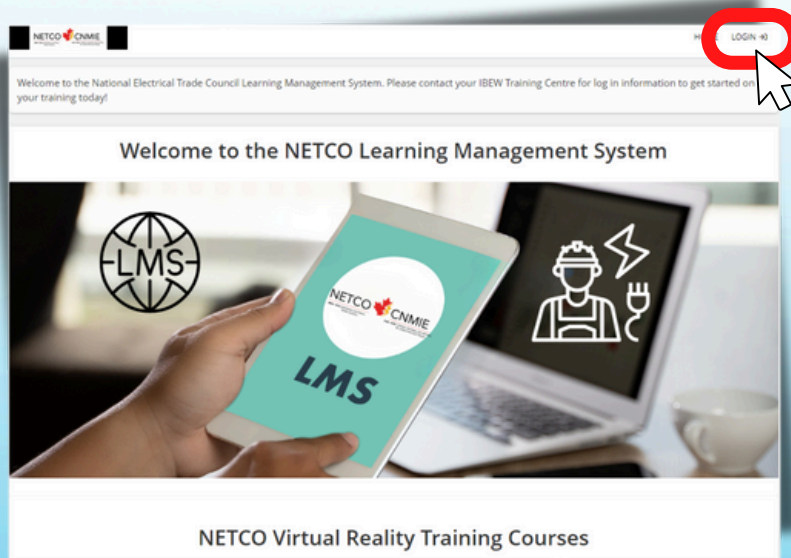 NETCO CNMIE
HOME LOGIN
Welcome to the National Electrical Trade Council Learning Management System. Please contact your IBEW Training Centre for log in information to get started on
your training today!
Welcome to the NETCO Learning Management System
LMS
NETCO CNMIE
LMS
NETCO Virtual Reality Training Courses